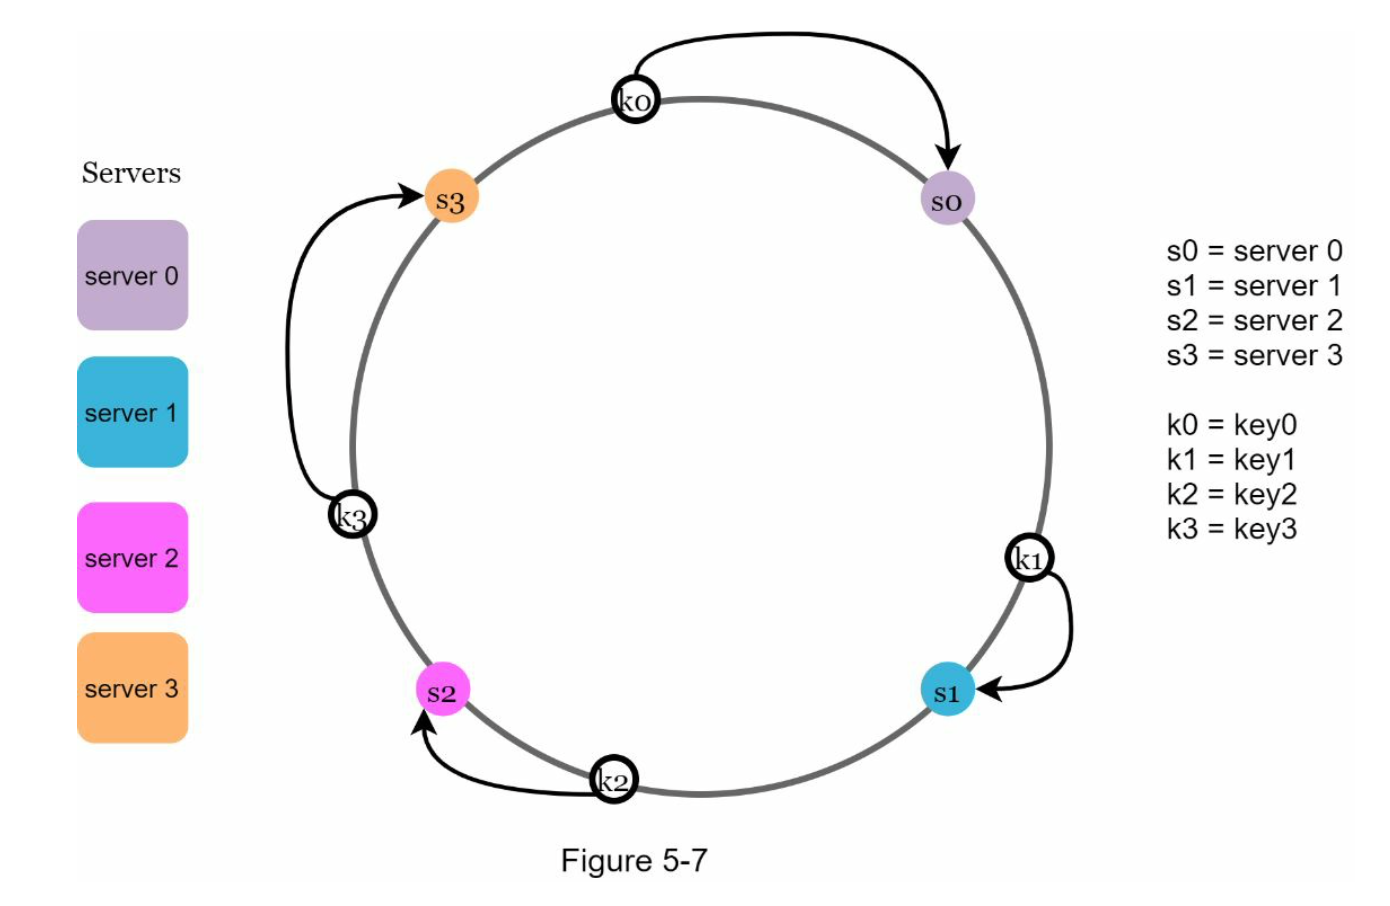 k0
s3
s0
Servers
server 0
s0 = server 0
s1 = server 1
s2 = server 2
s3 = server 3
server 1
k0 = key0
k1 = key1
k2 = key2
k3 = key3
k3
server 2
k1
server 3
s2
s1
k2
Figure 5-7